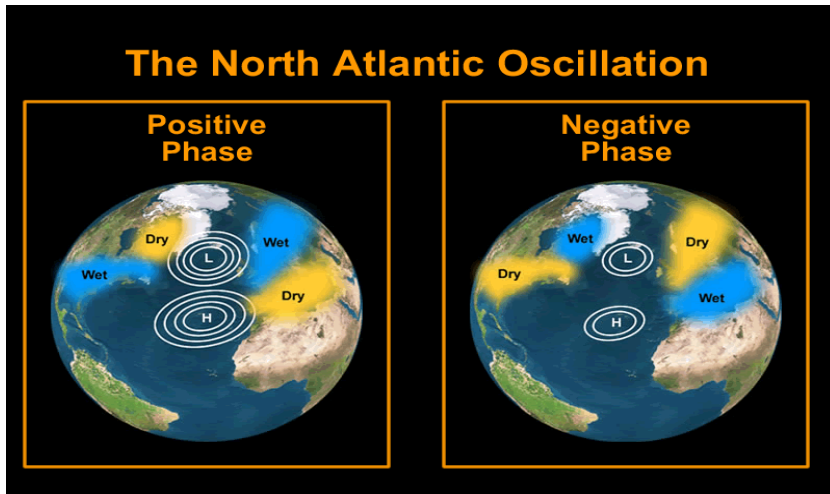 The North Atlantic Oscillation
Positive
Phase
Dry
Wet
Wet
L
Dry
H
Negative
Phase
Wet
Dry
L
Dry
Wet
H